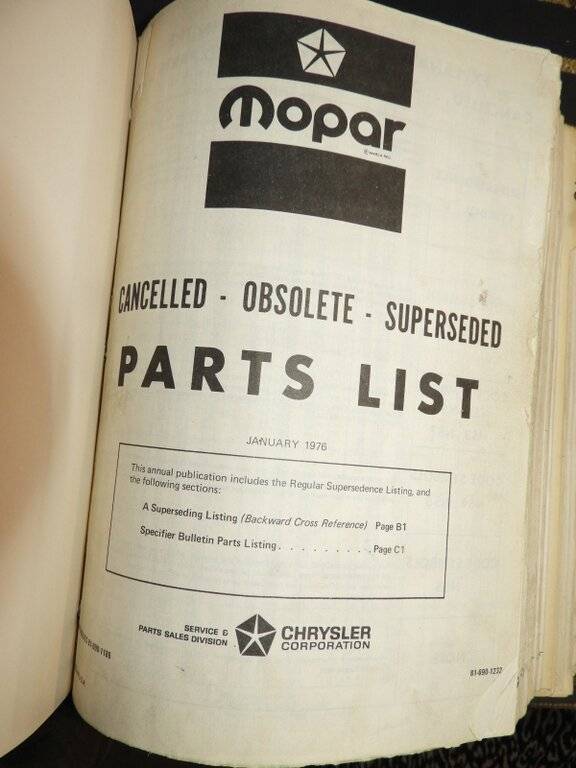 Mopar
CANCELLED - OBSOLETE - SUPERSEDED
PARTS LIST
JANUARY 1976
This annual publication includes the Regular Supersedence Listing, and
the following sections:
A Superseding Listing (Backward Cross Reference) Page B1
Specifier Bulletin Parts Listing . . . . . . . . . . Page C1
SERVICE &
PARTS SALES DIVISION
CHRYSLER
CORPORATION
81-690-1232